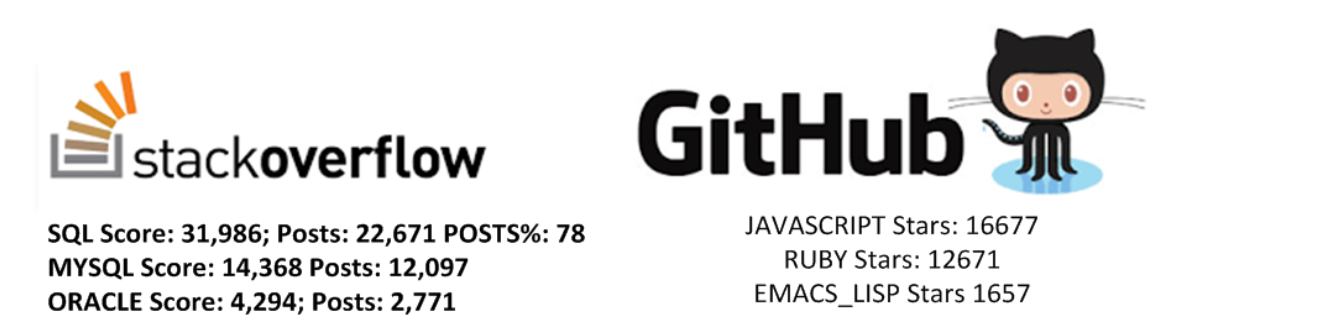 stackoverflow
SQL Score: 31,986; Posts: 22,671 POSTS%: 78
MYSQL Score: 14,368 Posts: 12,097
ORACLE Score: 4,294; Posts: 2,771
GitHub
JAVASCRIPT Stars: 16677
RUBY Stars: 12671
EMACS_LISP Stars 1657